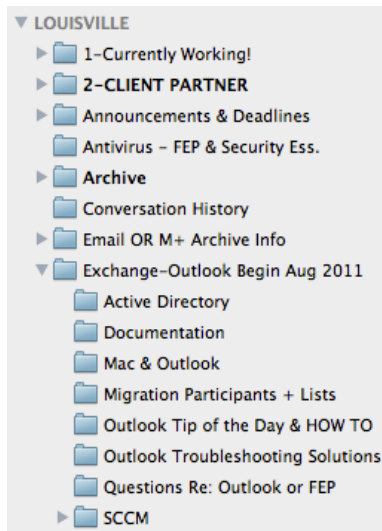 LOUISVILLE
1-Currently Working!
2-CLIENT PARTNER
Announcements & Deadlines
Antivirus - FEP & Security Ess.
Archive
Conversation History
Email OR M+ Archive Info
Exchange-Outlook Begin Aug 2011
Active Directory
Documentation
Mac & Outlook
Migration Participants + Lists
Outlook Tip of the Day & HOW TO
Outlook Troubleshooting Solutions
Questions Re: Outlook or FEP
SCCM